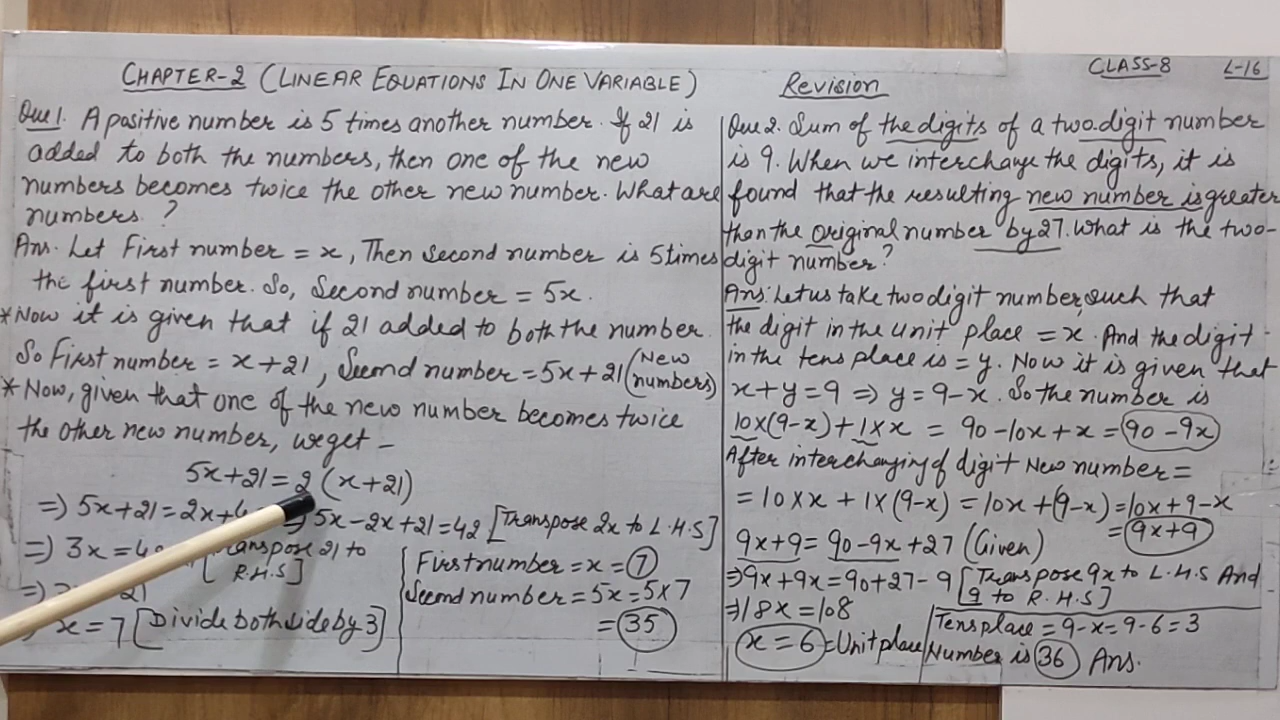 CHAPTER-2 (LINEAR EQUATIONS IN ONE VARIABLE)
Revision
CLASS-8 L-16
Que 1. A positive number is 5 times another number. If 21 is
added to both the numbers, then one of the new
numbers becomes twice the other new number. What are
numbers. ?
Ans. Let First number = x, Then Second number is 5 times
the first number. So, Second number = 5x.
*Now it is given that if 21 added to both the number.
So First number = x+21, Second number = 5x+21 (New
numbers)
* Now, given that one of the new number becomes twice
the other new number, we get –
5x+21 = 2 (x+21)
=) 5x+21 = 2x+4 =) 5x-2x+21=42 [Transpose 2x to L.H.S]
=) 3x = 4 [Transpose 21 to
R.H.S]
=) 21
x = 7 [Divide both side by 3]
First number = x = 7
Second number = 5x = 5x7
= 35
Que 2. Sum of the digits of a two-digit number
is 9. When we interchange the digits, it is
found that the resulting new number is greater
than the original number by 27. What is the two-
digit number?
Ans: Let us take two digit number, such that
the digit in the unit place = x. And the digit
in the tens place is = y. Now it is given that
x+y=9 => y = 9-x. So the number is
10x(9-x) + 1xx = 90-10x+x = 90-9x
After interchanging of digit New number =
= 10xx + 1x(9-x) = 10x+(9-x) = 10x+9-x
= 9x+9
9x+9 = 90-9x+27 (Given)
=>9x+9x=90+27-9 [Transpose 9x to L.H.S And
9 to R.H.S]
=>18x = 108
x = 6 = Unit place
Tens place = 9-x = 9-6 = 3
Number is 36 Ans.